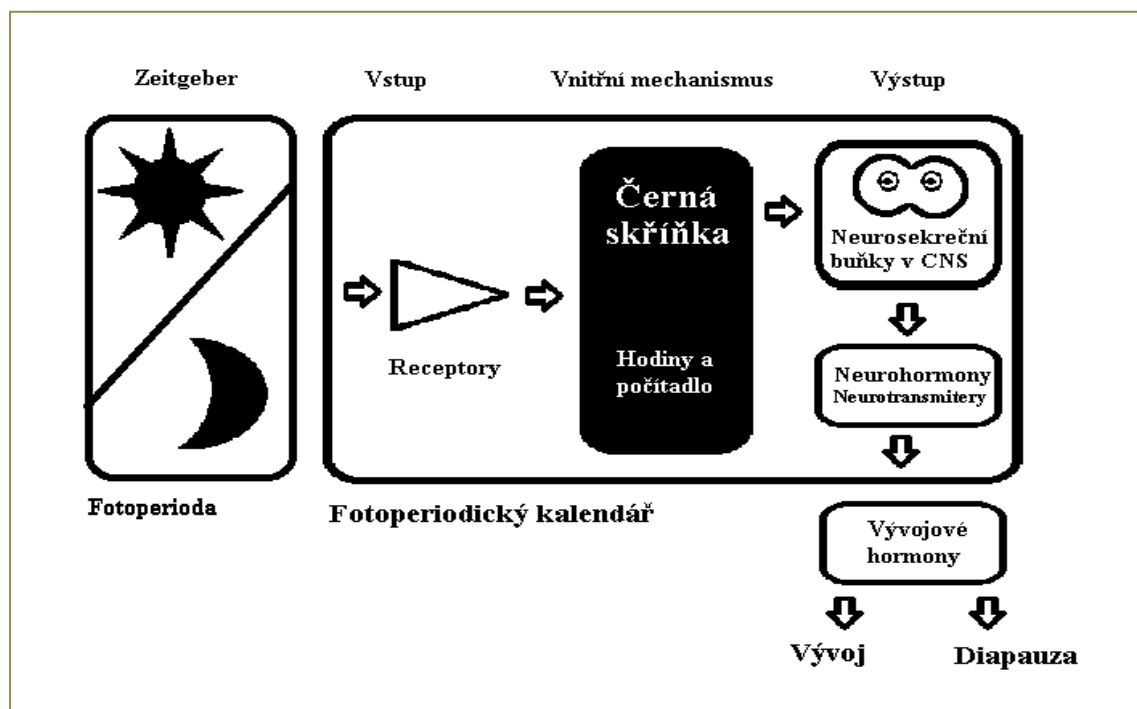 Zeitgeber
Vstup
Vnitřní mechanismus
Výstup
Černá
skříňka
Hodiny a
počítadlo
Receptory
Neurosekreční
buňky v CNS
Neurohormony
Neurotransmitery
Fotoperioda
Fotoperiodický kalendář
Vývojové
hormony
Vývoj
Diapauza